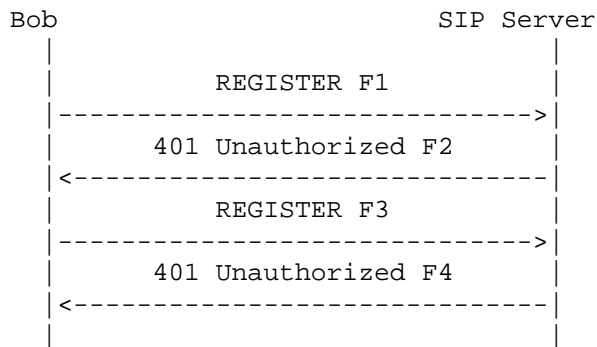 Bob SIP Server
REGISTER F1
401 Unauthorized F2
REGISTER F3
401 Unauthorized F4